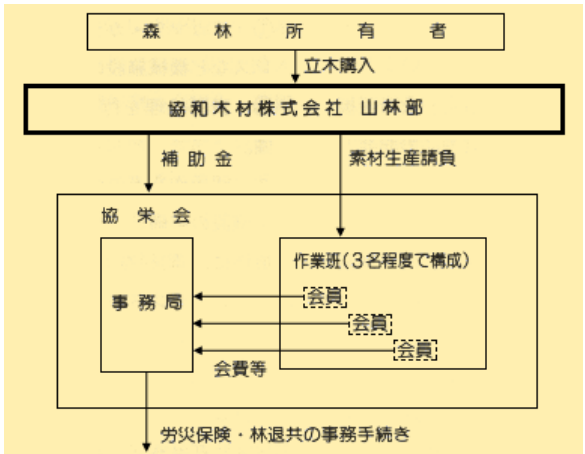 森林所有者
立木購入
協和木材株式会社 山林部
補助金
素材生産請負
協栄会
作業班(3名程度で構成)
事務局
会員
会員
会員
会費等
労災保険・林退共の事務手続き